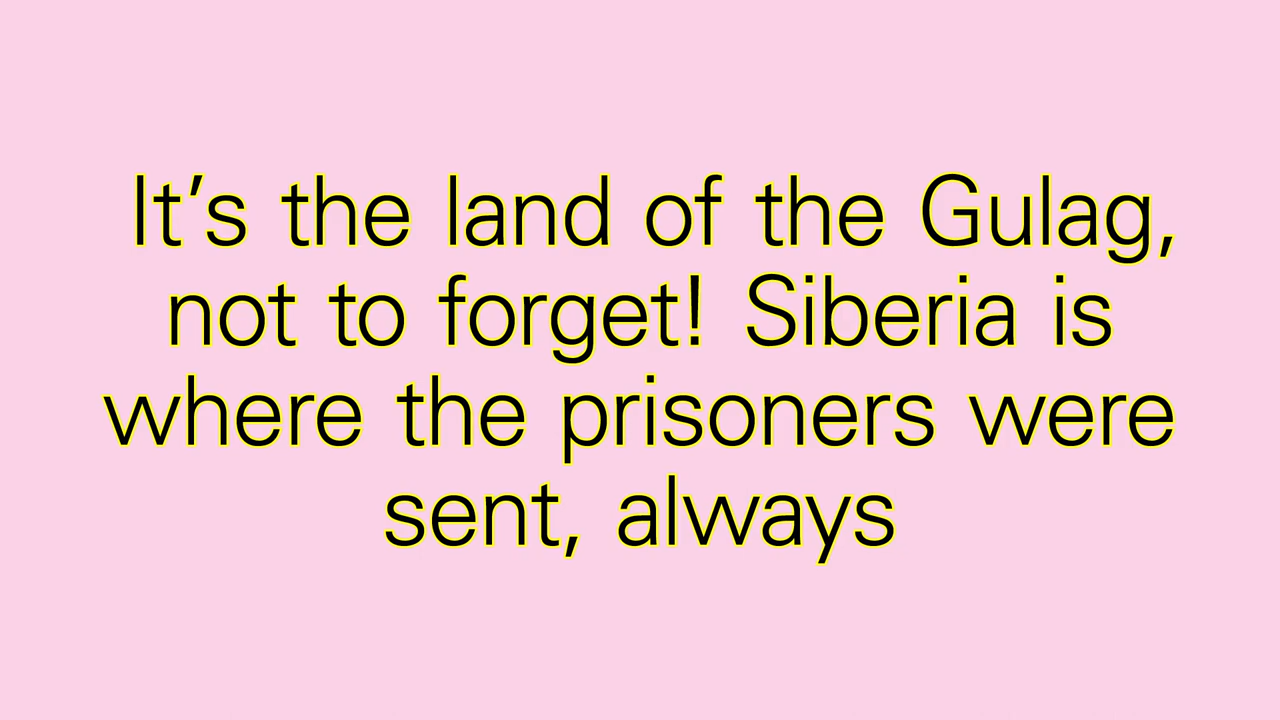 It’s the land of the Gulag,
not to forget! Siberia is
where the prisoners were
sent, always